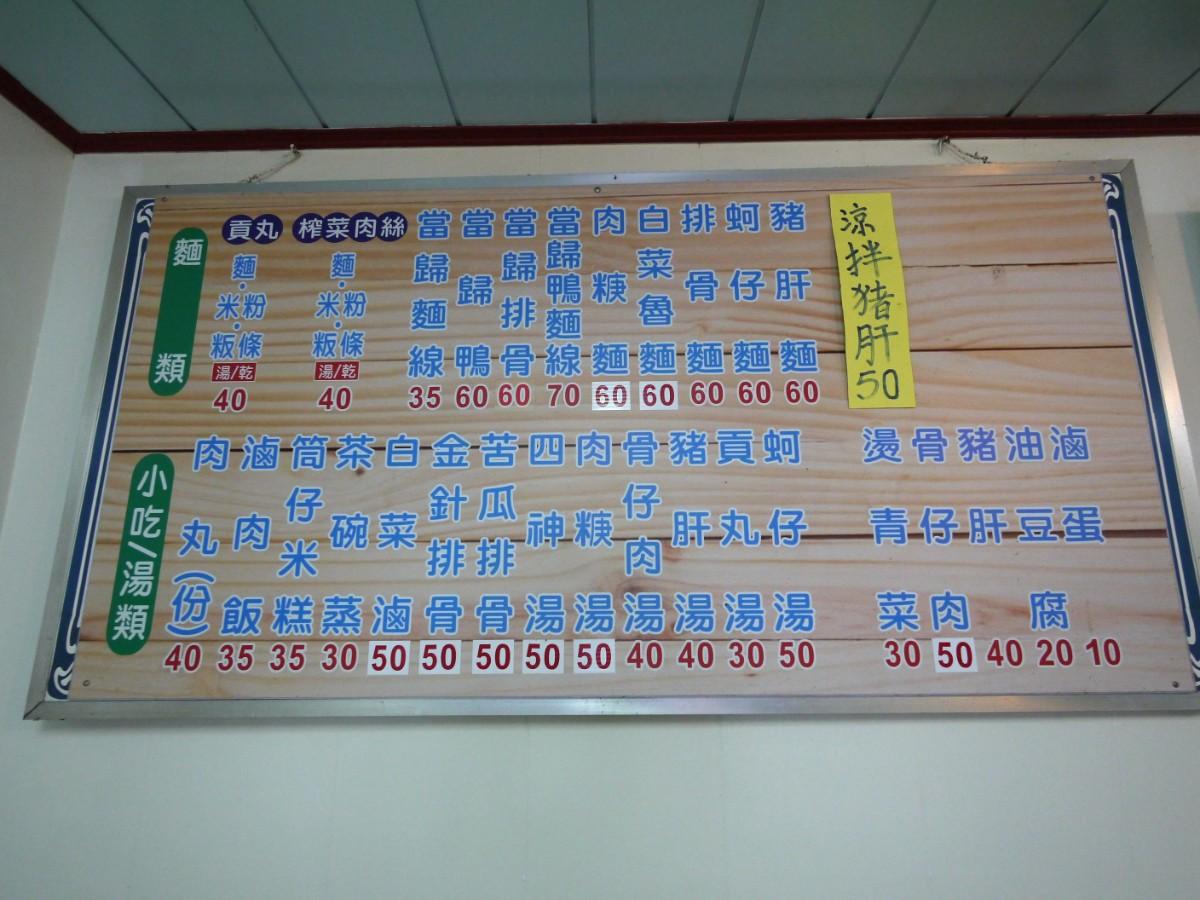 麵類
貢丸
麵・米粉・粄條
湯/乾
40
榨菜肉絲
麵・米粉・粄條
湯/乾
40
當歸麵線
35
當歸鴨
60
當歸排骨
60
當歸鴨麵線
70
肉糖麵
60
白菜魯麵
60
排骨麵
60
蚵仔麵
60
豬肝麵
60
涼拌猪肝50
小吃/湯類
肉丸(份)
40
滷肉飯
35
筒仔米糕
35
茶碗蒸
30
白菜滷
50
金針排骨
50
苦瓜排骨
50
四神湯
50
肉糖湯
50
骨仔肉湯
40
豬肝湯
40
貢丸湯
30
蚵仔湯
50
燙青菜
30
骨仔肉
50
豬肝
40
油豆腐
20
滷蛋
10